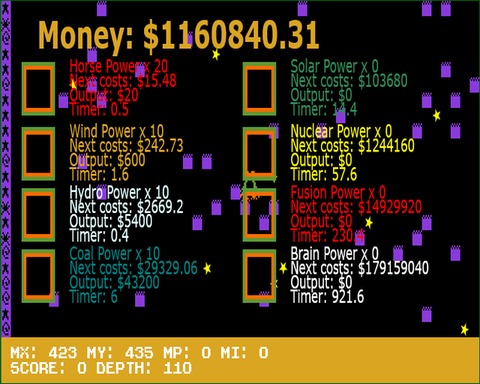 Money: $1160840.31
Horse Power x 20
Next costs: $15.48
Output: $20
Timer: 0.5
Wind Power x 10
Next costs: $242.73
Output: $600
Timer: 1.6
Hydro Power x 10
Next costs: $2669.2
Output: $5400
Timer: 0.4
Coal Power x 10
Next costs: $29329.06
Output: $43200
Timer: 6
Solar Power x 0
Next costs: $103680
Output: $0
Timer: 14.4
Nuclear Power x 0
Next costs: $1244160
Output: $0
Timer: 57.6
Fusion Power x 0
Next costs: $14929920
Output: $0
Timer:
Brain Power x 0
Next costs: $179159040
Output: $0
Timer: 921.6
MX: 423 MY: 435 MP: 0 MI: 0
SCORE: 0 DEPTH: 110